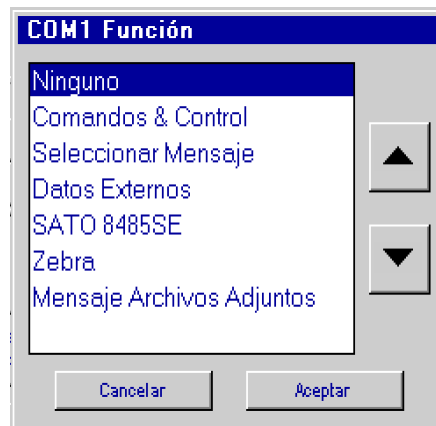 COM1 Función
Ninguno
Comandos & Control
Seleccionar Mensaje
Datos Externos
SATO 8485SE
Zebra
Mensaje Archivos Adjuntos
Cancelar
Aceptar